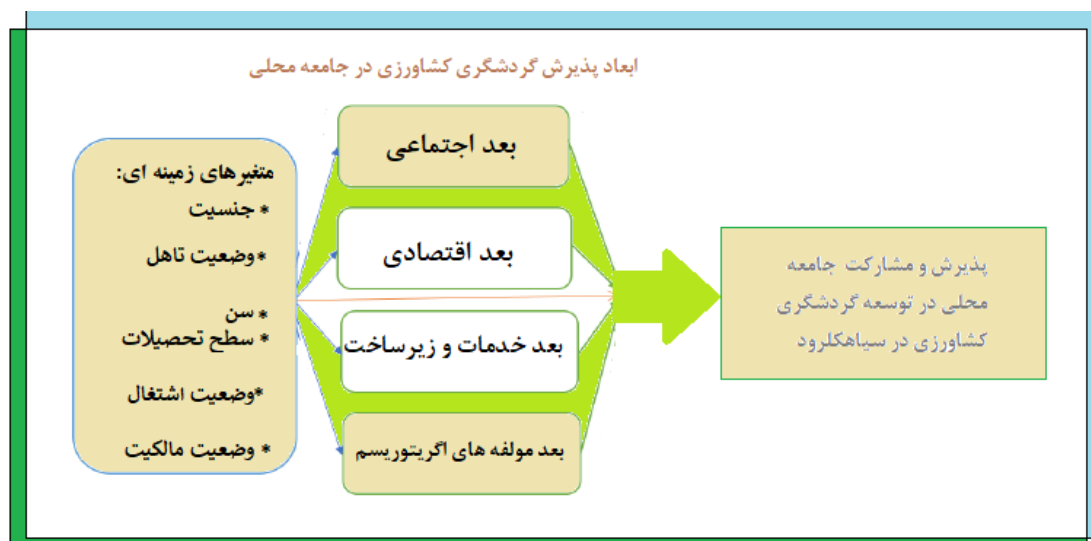 ابعاد پذیرش گردشگری کشاورزی در جامعه محلی
متغیرهای زمینه ای:
* جنسیت
*وضعیت تاهل
* سن
* سطح تحصیلات
*وضعیت اشتغال
* وضعیت مالکیت
بعد اجتماعی
بعد اقتصادی
بعد خدمات و زیرساخت
بعد مولفه های اگریتوریسم
پذیرش و مشارکت جامعه
محلی در توسعه گردشگری
کشاورزی در سیاهکلرود